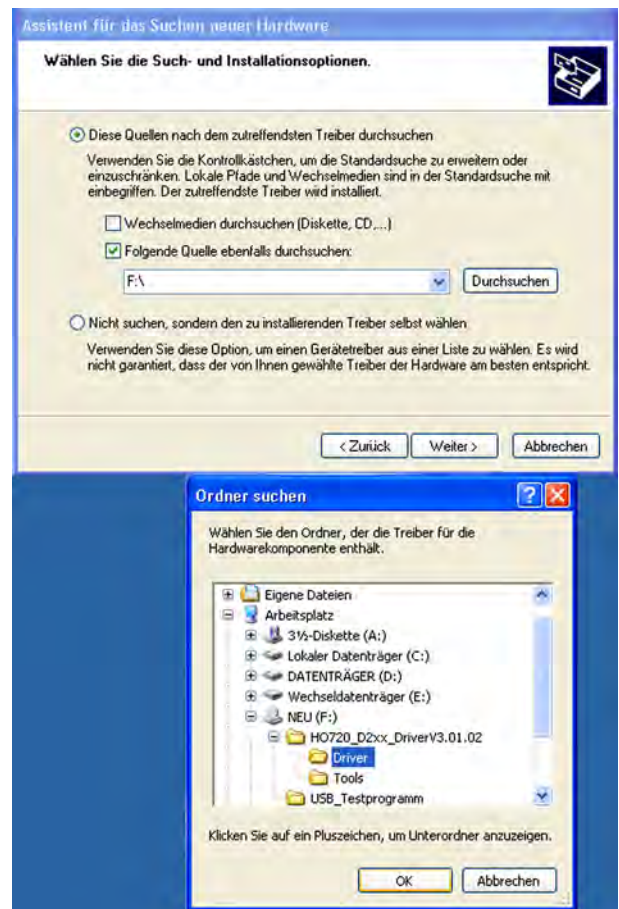 Assistent für das Suchen neuer Hardware
Wählen Sie die Such- und Installationsoptionen.
Diese Quellen nach dem zutreffendsten Treiber durchsuchen
Verwenden Sie die Kontrollkästchen, um die Standardsuche zu erweitern oder
einzuschränken. Lokale Pfade und Wechselmedien sind in der Standardsuche mit
einbegriffen. Der zutreffendste Treiber wird installiert.
Wechselmedien durchsuchen (Diskette, CD,...)
Folgende Quelle ebenfalls durchsuchen:
F:\ Durchsuchen
Nicht suchen, sondern den zu installierenden Treiber selbst wählen
Verwenden Sie diese Option, um einen Gerätetreiber aus einer Liste zu wählen. Es wird
nicht garantiert, dass der von Ihnen gewählte Treiber der Hardware am besten entspricht.
< Zurück Weiter > Abbrechen
Ordner suchen
Wählen Sie den Ordner, der die Treiber für die
Hardwarekomponente enthält.
Eigene Dateien
Arbeitsplatz
3½-Diskette (A:)
Lokaler Datenträger (C:)
DATENTRÄGER (D:)
Wechseldatenträger (E:)
NEU (F:)
HO720_D2xx_DriverV3.01.02
Driver
Tools
USB_Testprogramm
Klicken Sie auf ein Pluszeichen, um Unterordner anzuzeigen.
OK Abbrechen